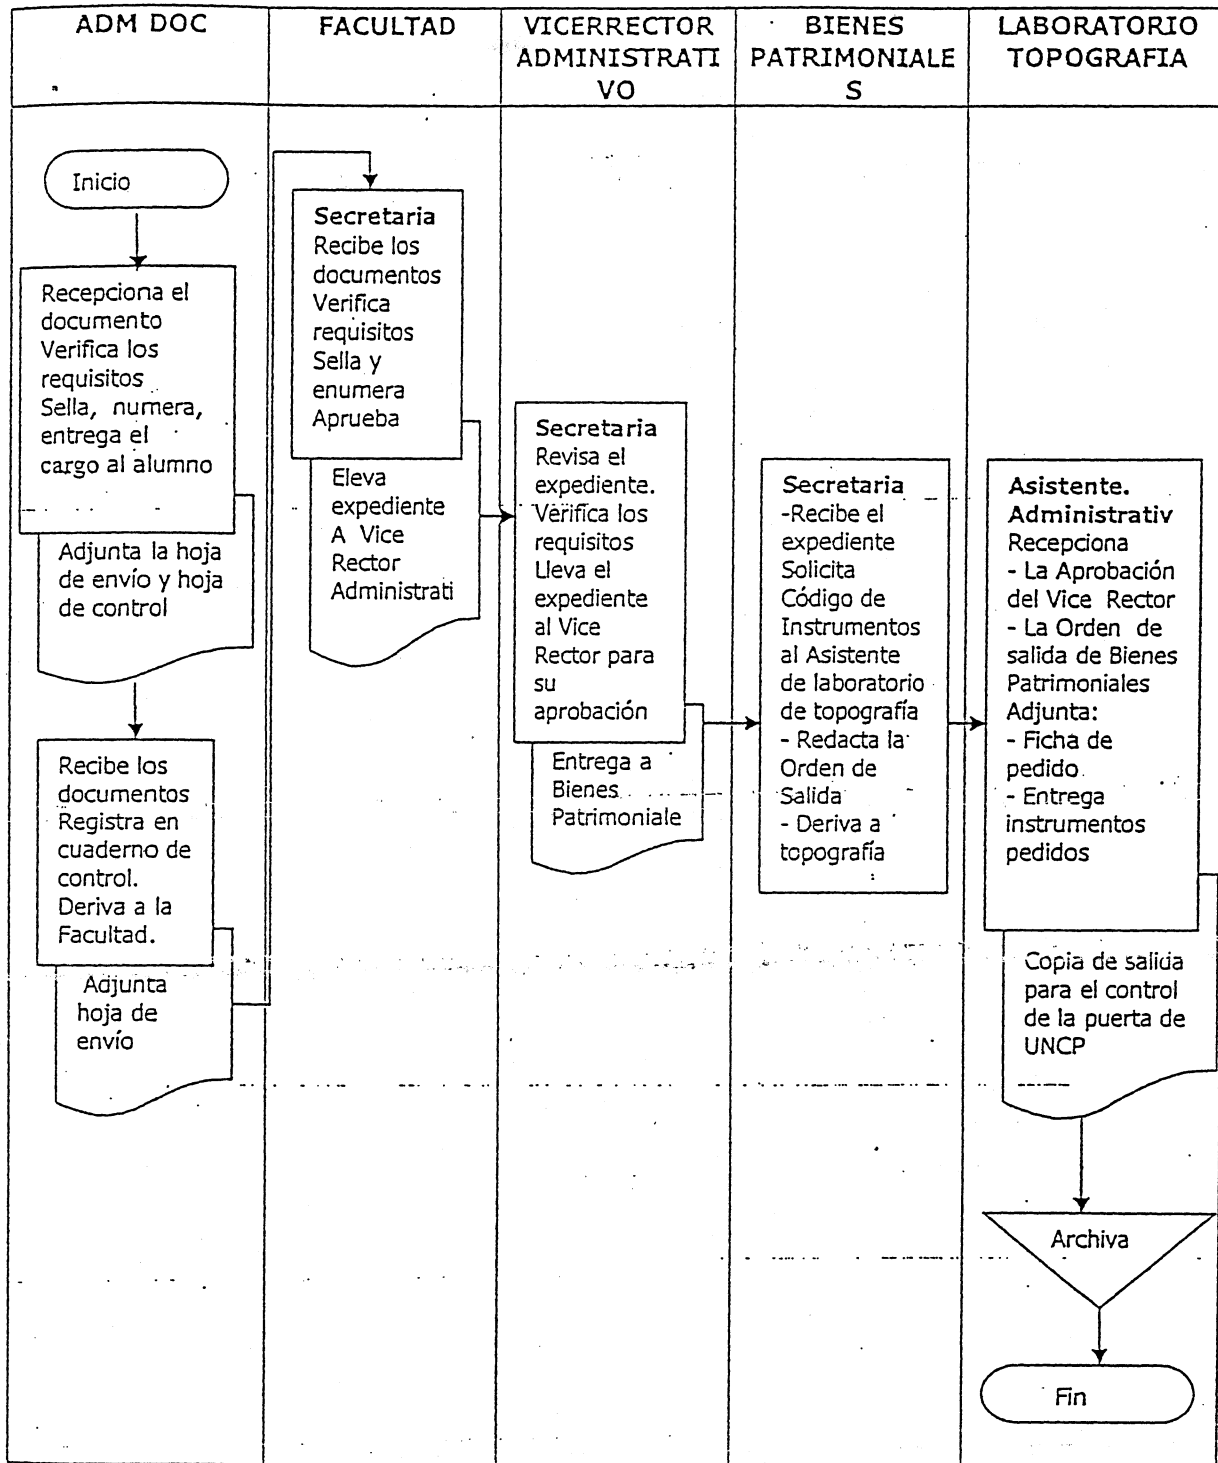 ADM DOC
FACULTAD
VICERRECTOR
ADMINISTRATI
VO
BIENES
PATRIMONIALE
S
LABORATORIO
TOPOGRAFIA
Inicio
Recepciona el
documento
Verifica los
requisitos
Sella, numera,
entrega el
cargo al alumno
Adjunta la hoja
de envío y hoja
de control
Recibe los
documentos
Registra en
cuaderno de
control.
Deriva a la
Facultad.
Adjunta
hoja de
envío
Secretaria
Recibe los
documentos
Verifica
requisitos
Sella y
enumera
Aprueba
Eleva
expediente
A Vice
Rector
Administrati
Secretaria
Revisa el
expediente.
Verifica los
requisitos
Lleva el
expediente
al Vice
Rector para
su
aprobación
Entrega a
Bienes
Patrimoniale
Secretaria
-Recibe el
expediente
Solicita
Código de
Instrumentos
al Asistente
de laboratorio
de topografía
- Redacta la
Orden de
Salida
- Deriva a
topografía
Asistente.
Administrativ
Recepciona
- La Aprobación
del Vice Rector
- La Orden de
salida de Bienes
Patrimoniales
Adjunta:
- Ficha de
pedido
- Entrega
instrumentos
pedidos
Copia de salida
para el control
de la puerta de
UNCP
Archiva
Fin